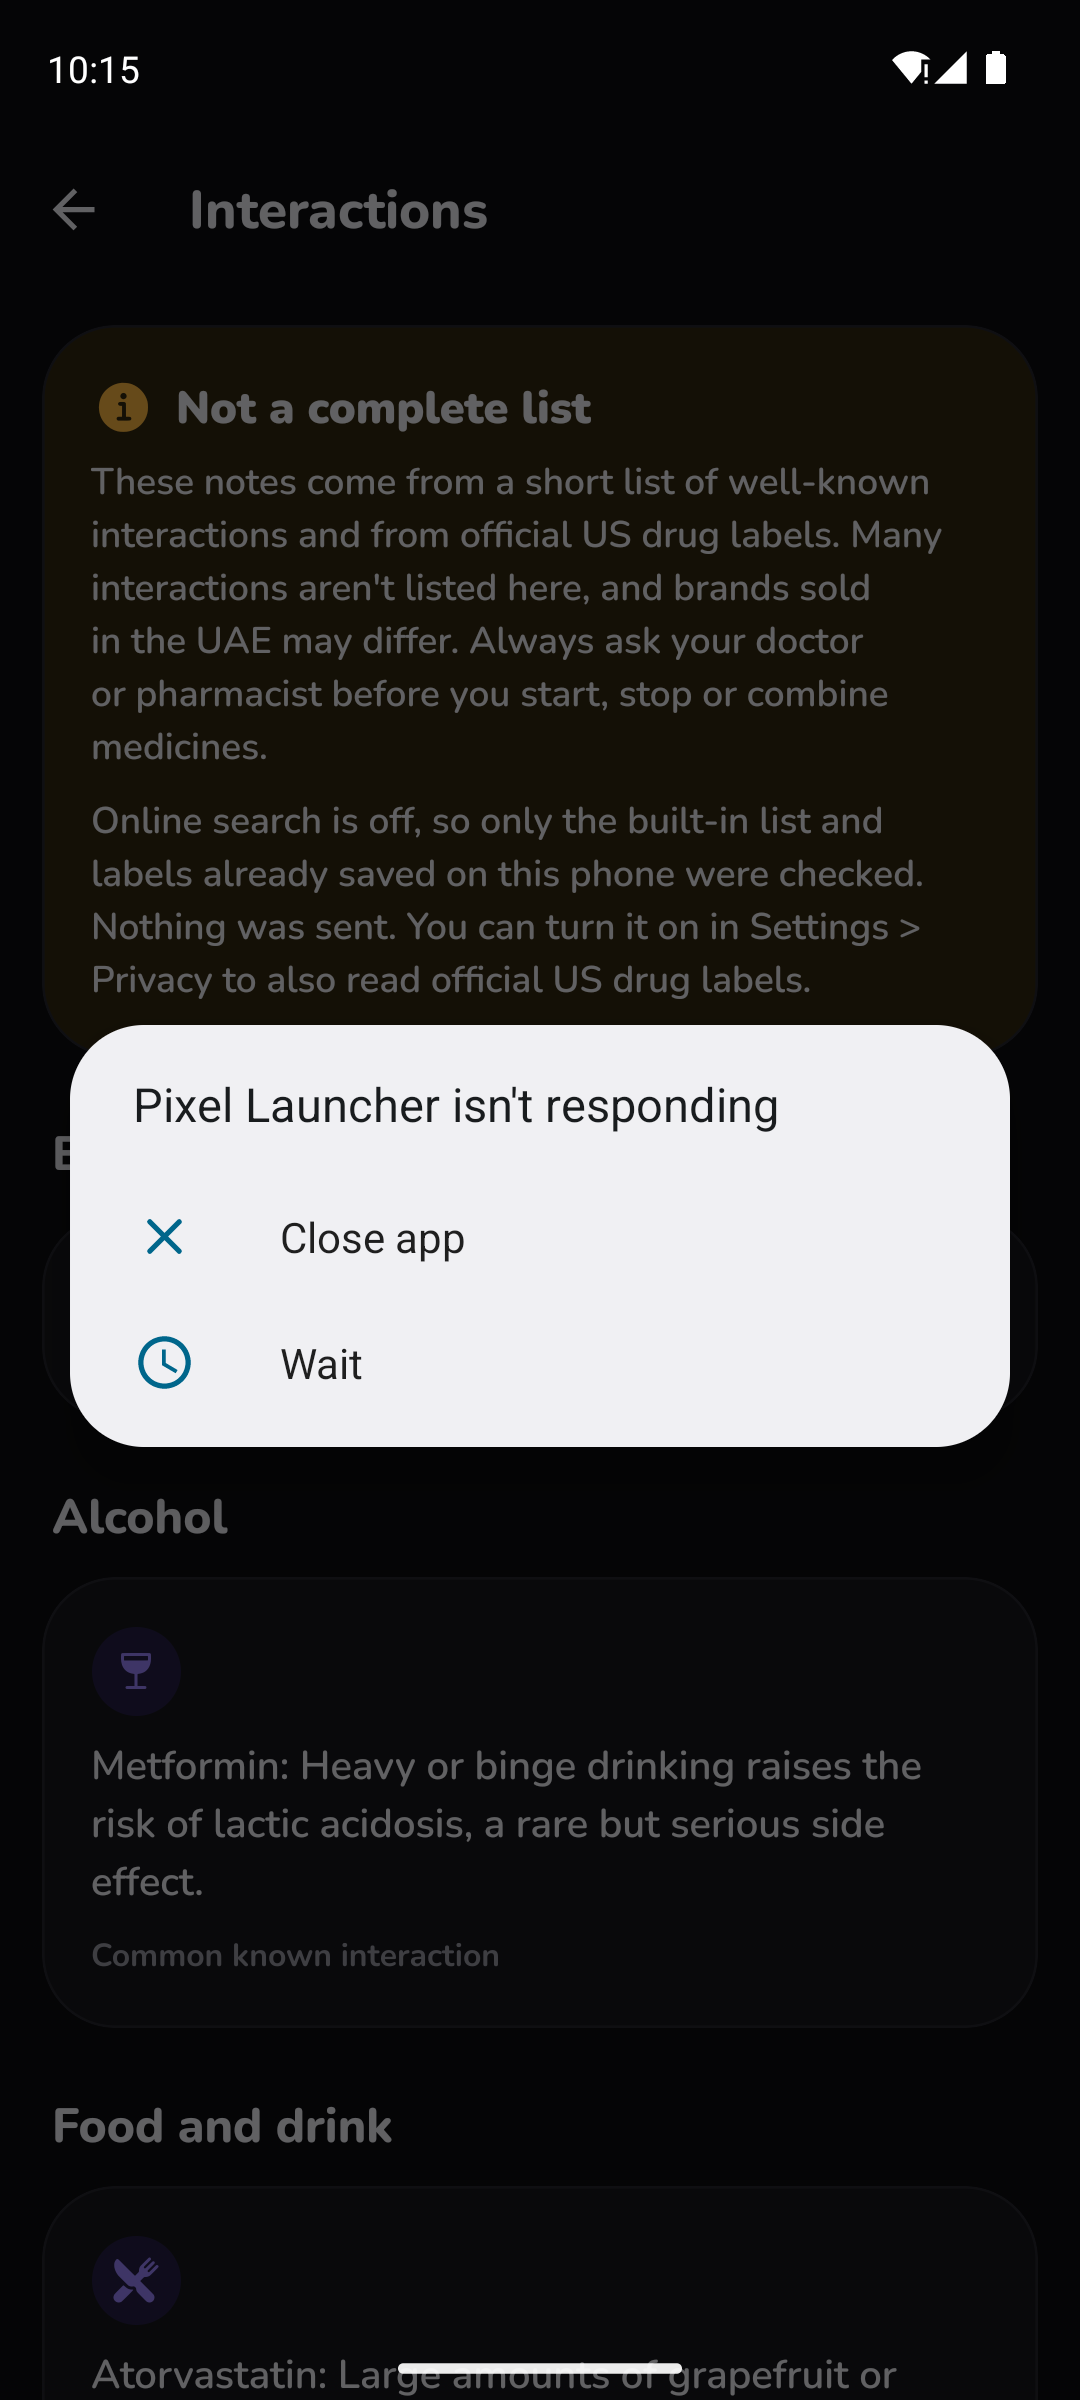 10:15
Interactions
Not a complete list
These notes come from a short list of well-known
interactions and from official US drug labels. Many
interactions aren't listed here, and brands sold
in the UAE may differ. Always ask your doctor
or pharmacist before you start, stop or combine
medicines.
Online search is off, so only the built-in list and
labels already saved on this phone were checked.
Nothing was sent. You can turn it on in Settings >
Privacy to also read official US drug labels.
Pixel Launcher isn't responding
Close app
Wait
Alcohol
Metformin: Heavy or binge drinking raises the
risk of lactic acidosis, a rare but serious side
effect.
Common known interaction
Food and drink
Atorvastatin: Large amounts of grapefruit or